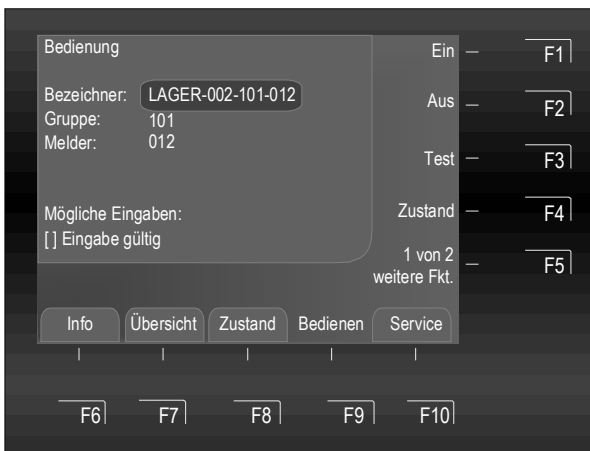 Bedienung
Bezeichner: LAGER-002-101-012
Gruppe: 101
Melder: 012
Mögliche Eingaben:
[ ] Eingabe gültig
Ein – F1
Aus – F2
Test – F3
Zustand – F4
1 von 2
weitere Fkt. – F5
Info Übersicht Zustand Bedienen Service
F6 F7 F8 F9 F10